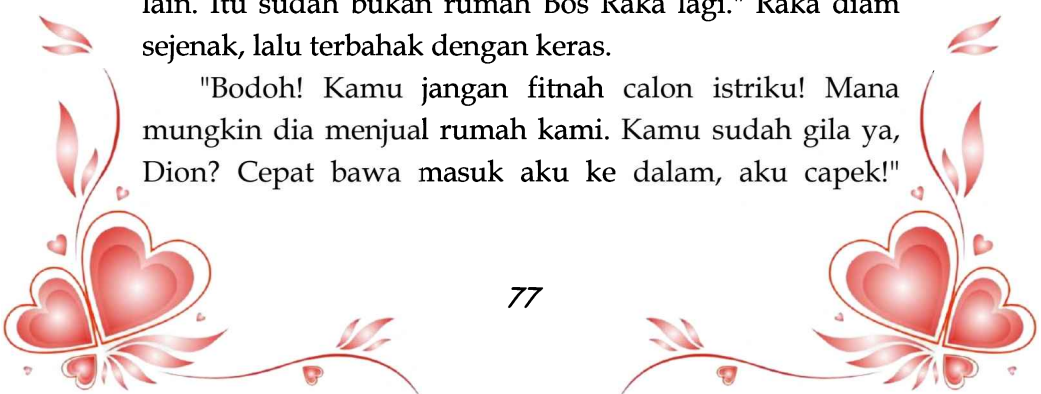 lain. Itu sudah bukan rumah Bos Raka lagi." Raka diam
sejenak, lalu terbahak dengan keras.
"Bodoh! Kamu jangan fitnah calon istriku! Mana
mungkin dia menjual rumah kami. Kamu sudah gila ya,
Dion? Cepat bawa masuk aku ke dalam, aku capek!"
77